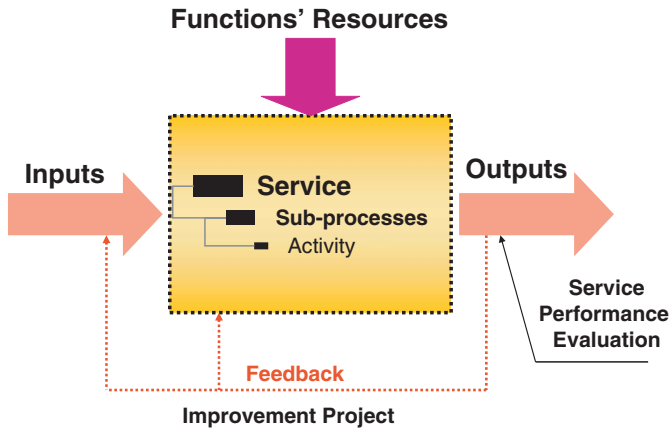 Functions’ Resources
Inputs
Service
Sub-processes
Activity
Outputs
Service
Performance
Evaluation
Feedback
Improvement Project